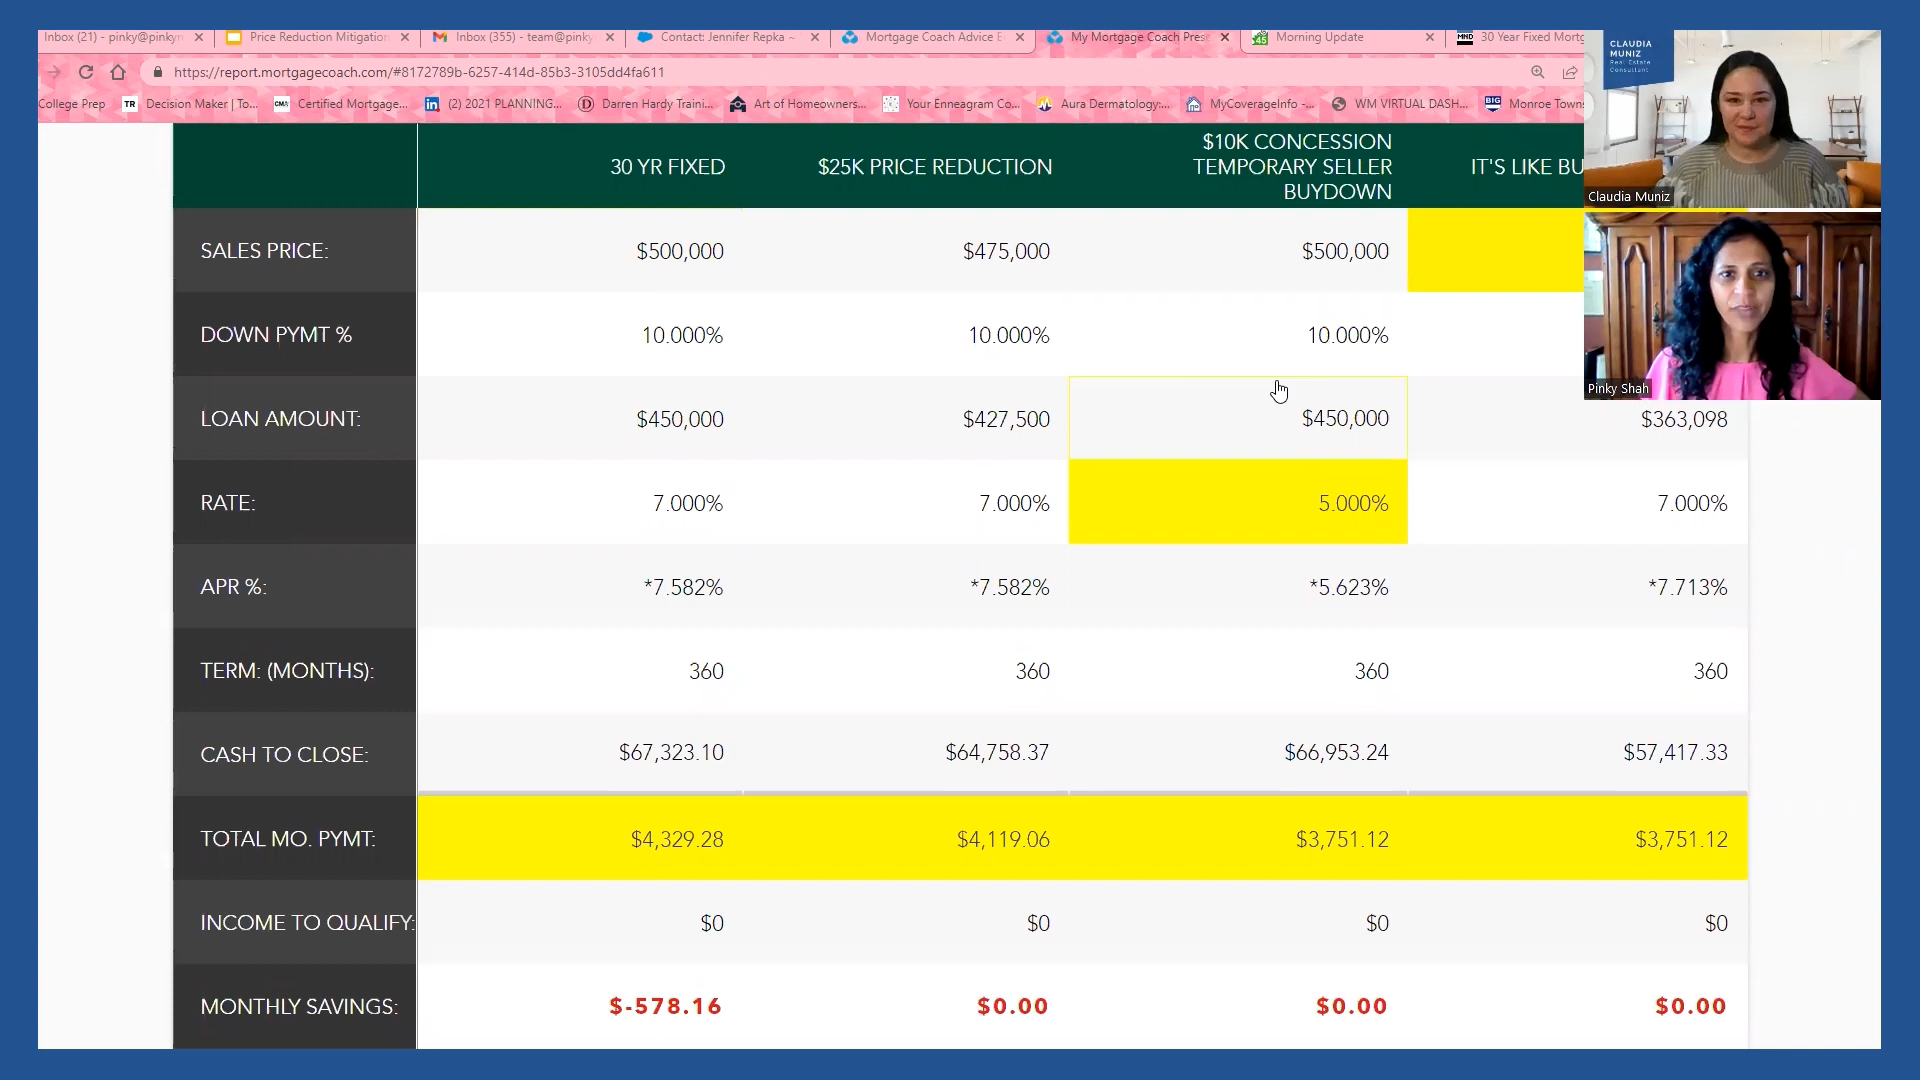 Inbox (21) - pinky@pinkyr
Price Reduction Mitigation
Inbox (355) - team@pinky
Contact: Jennifer Repka ~
Mortgage Coach Advice E
My Mortgage Coach Pres
Morning Update
MND
30 Year Fixed Mortg
https://report.mortgagecoach.com/#8172789b-6257-414d-85b3-3105dd4fa611
College Prep
TR Decision Maker | To...
Certified Mortgage...
(2) 2021 PLANNING...
Darren Hardy Traini...
Art of Homeowners...
Your Enneagram Co...
Aura Dermatology:...
MyCoverageInfo -...
WM VIRTUAL DASH...
BIG Monroe Towns
CLAUDIA
MUNIZ
Real Estate
Consultant
Claudia Muniz
Pinky Shah
30 YR FIXED
$25K PRICE REDUCTION
$10K CONCESSION
TEMPORARY SELLER
BUYDOWN
IT'S LIKE BU
SALES PRICE: $500,000 $475,000 $500,000
DOWN PYMT % 10.000% 10.000% 10.000%
LOAN AMOUNT: $450,000 $427,500 $450,000 $363,098
RATE: 7.000% 7.000% 5.000% 7.000%
APR %: *7.582% *7.582% *5.623% *7.713%
TERM: (MONTHS): 360 360 360 360
CASH TO CLOSE: $67,323.10 $64,758.37 $66,953.24 $57,417.33
TOTAL MO. PYMT: $4,329.28 $4,119.06 $3,751.12 $3,751.12
INCOME TO QUALIFY: $0 $0 $0 $0
MONTHLY SAVINGS: $-578.16 $0.00 $0.00 $0.00